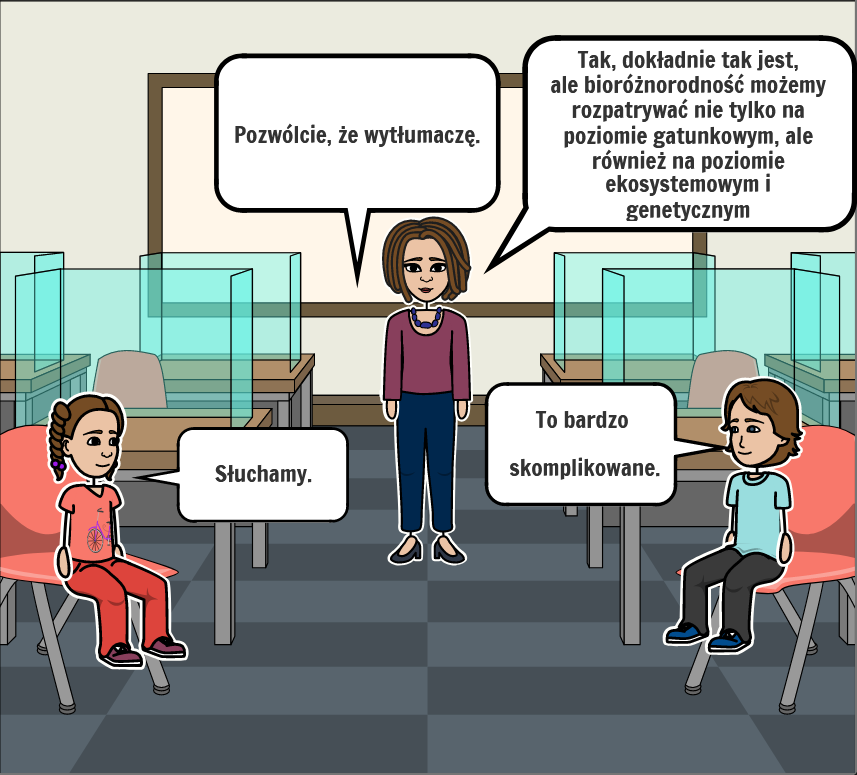 Tak, dokładnie tak jest,
ale bioróżnorodność możemy
rozpatrywać nie tylko na
poziomie gatunkowym, ale
również na poziomie
ekosystemowym i
genetycznym
To bardzo
skomplikowane.
Pozwólcie, że wytłumaczę.
Słuchamy.